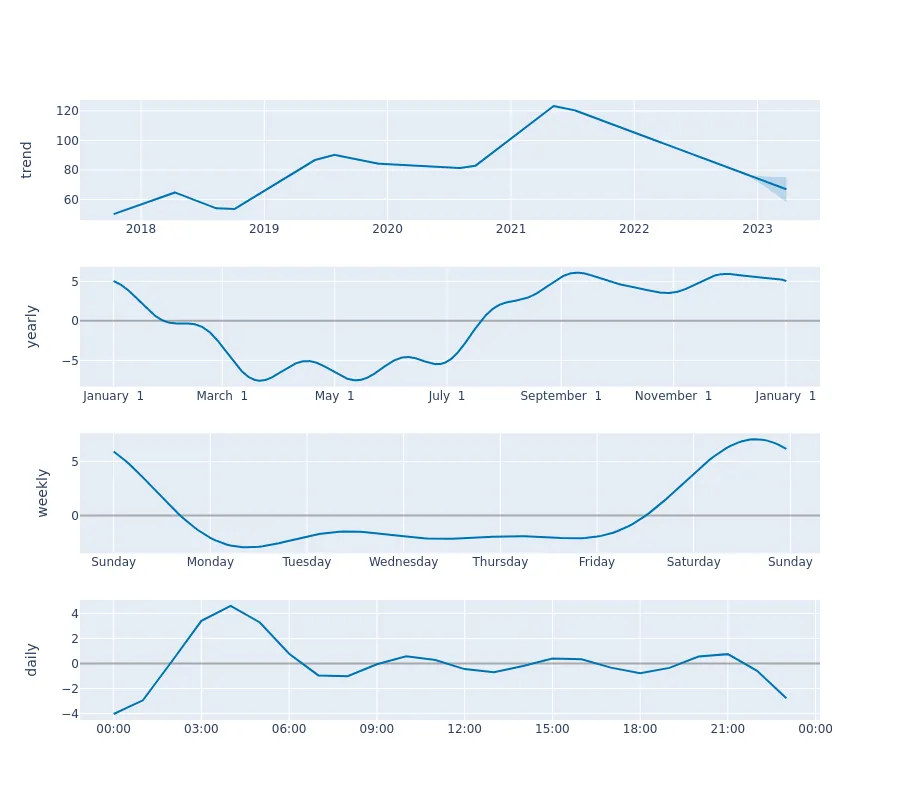 trend
120
100
80
60
2018 2019 2020 2021 2022 2023
yearly
5
0
−5
January 1 March 1 May 1 July 1 September 1 November 1 January 1
weekly
5
0
Sunday Monday Tuesday Wednesday Thursday Friday Saturday Sunday
daily
4
2
0
−2
−4
00:00 03:00 06:00 09:00 12:00 15:00 18:00 21:00 00:00